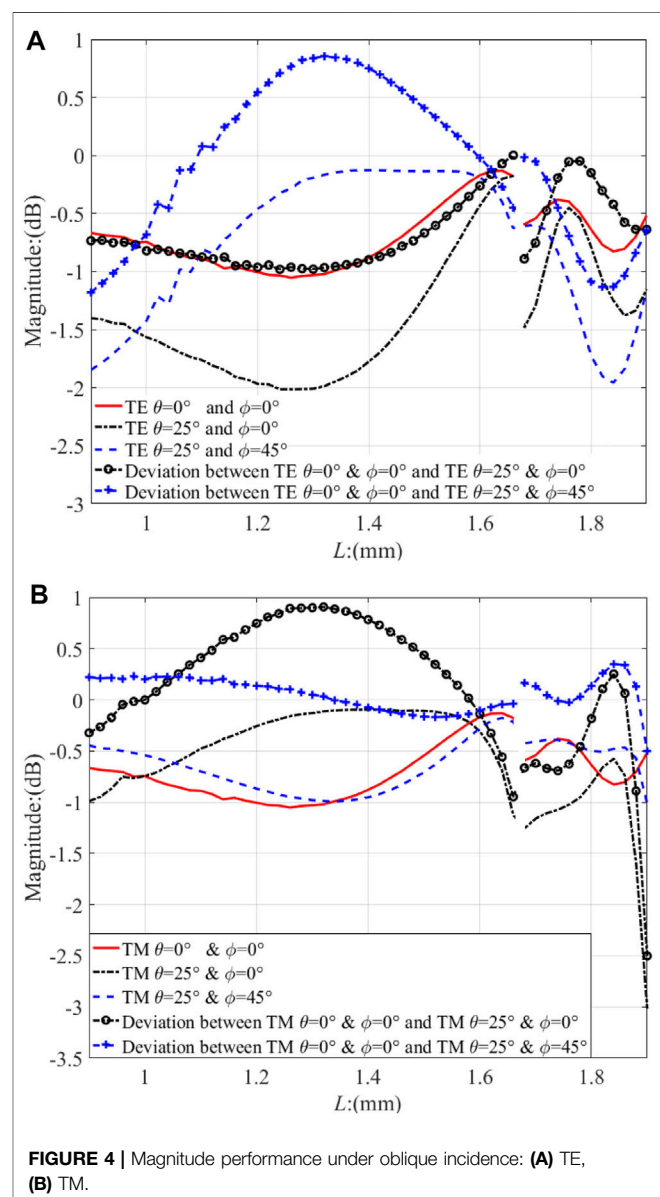 A
1
0.5
0
-0.5
-1
-1.5
-2
-2.5
-3
Magnitude:(dB)
TE θ=0° and ϕ=0°
TE θ=25° and ϕ=0°
TE θ=25° and ϕ=45°
Deviation between TE θ=0° & ϕ=0° and TE θ=25° & ϕ=0°
Deviation between TE θ=0° & ϕ=0° and TE θ=25° & ϕ=45°
1 1.2 1.4 1.6 1.8
L:(mm)
B
1
0.5
0
-0.5
-1
-1.5
-2
-2.5
-3
-3.5
Magnitude:(dB)
TM θ=0° & ϕ=0°
TM θ=25° & ϕ=0°
TM θ=25° & ϕ=45°
Deviation between TM θ=0° & ϕ=0° and TM θ=25° & ϕ=0°
Deviation between TM θ=0° & ϕ=0° and TM θ=25° & ϕ=45°
1 1.2 1.4 1.6 1.8
L:(mm)
FIGURE 4 | Magnitude performance under oblique incidence: (A) TE,
(B) TM.